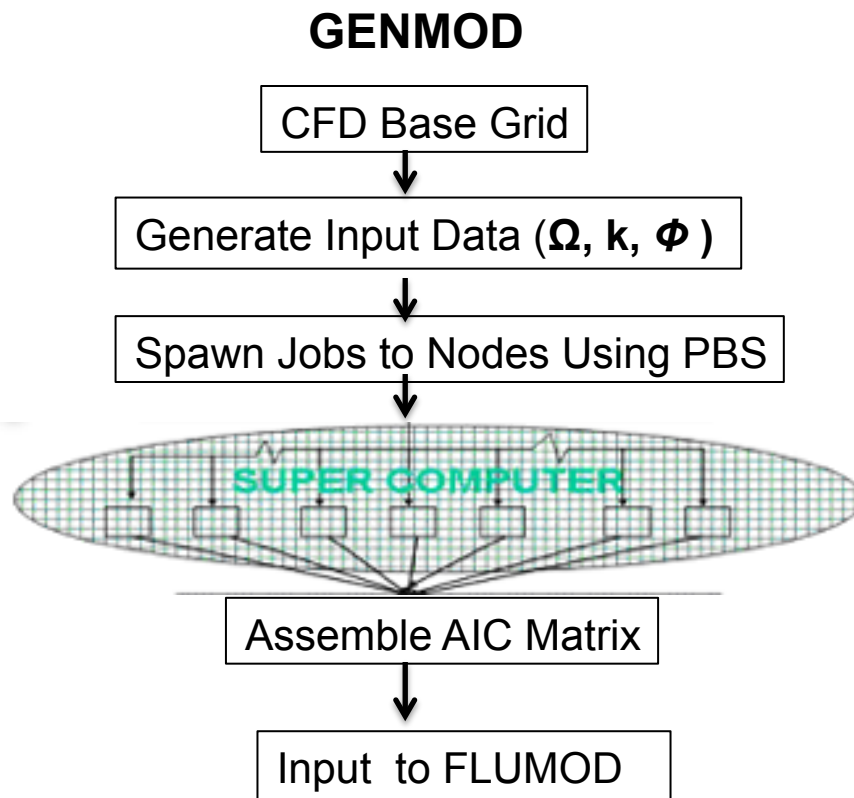 GENMOD
CFD Base Grid
Generate Input Data (Ω, k, Φ )
Spawn Jobs to Nodes Using PBS
SUPER COMPUTER
Assemble AIC Matrix
Input to FLUMOD